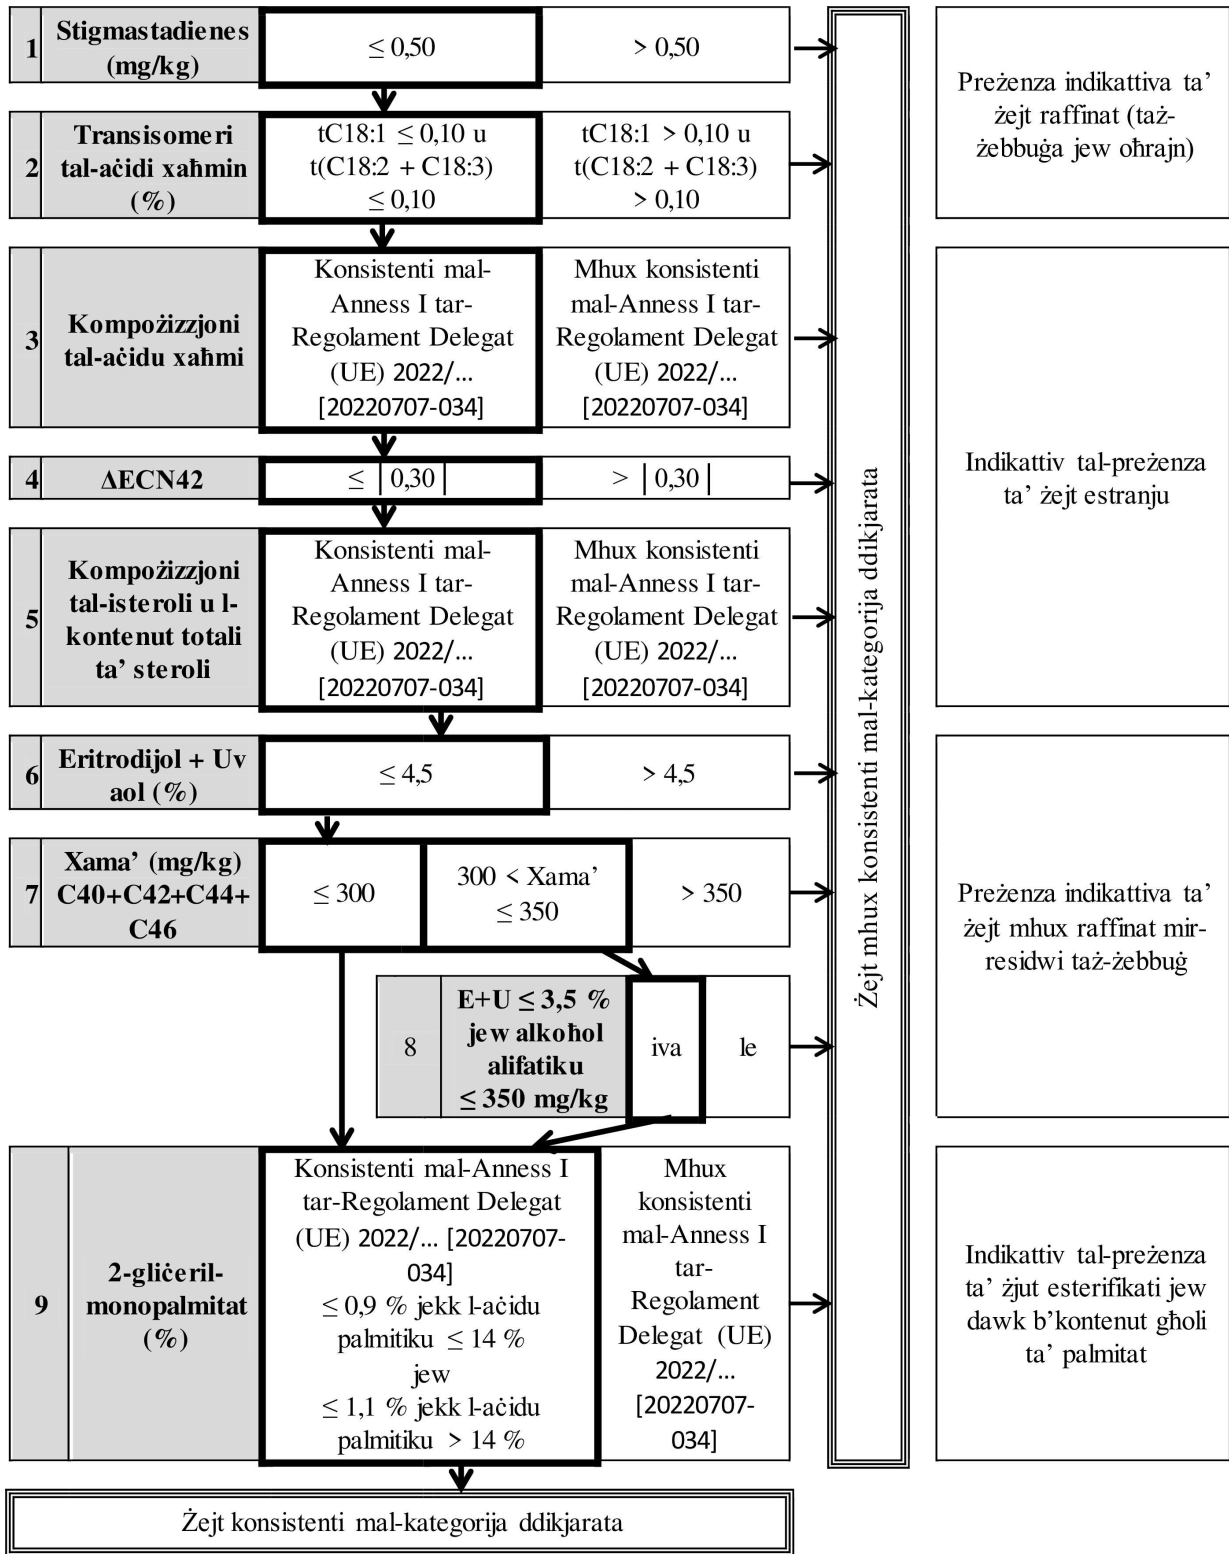 1
Stigmastadienes
(mg/kg)
≤ 0,50
> 0,50
2
Transisomeri
tal-aċidi xaħmin
(%)
tC18:1 ≤ 0,10 u
t(C18:2 + C18:3)
≤ 0,10
tC18:1 > 0,10 u
t(C18:2 + C18:3)
> 0,10
Preżenza indikattiva ta’
żejt raffinat (taż-
żebbuġa jew oħrajn)
3
Kompożizzjoni
tal-aċidu xaħmi
Konsistenti mal-
Anness I tar-
Regolament Delegat
(UE) 2022/...
[20220707-034]
Mhux konsistenti
mal-Anness I tar-
Regolament Delegat
(UE) 2022/...
[20220707-034]
4
ΔECN42
≤ |0,30|
> |0,30|
5
Kompożizzjoni
tal-isteroli u l-
kontenut totali
ta’ steroli
Konsistenti mal-
Anness I tar-
Regolament Delegat
(UE) 2022/...
[20220707-034]
Mhux konsistenti
mal-Anness I tar-
Regolament Delegat
(UE) 2022/...
[20220707-034]
Indikattiv tal-preżenza
ta’ żejt estranju
6
Eritrodijol + Uv
aol (%)
≤ 4,5
> 4,5
7
Xama’ (mg/kg)
C40+C42+C44+
C46
≤ 300
300 < Xama’
≤ 350
> 350
8
E+U ≤ 3,5 %
jew alkoħol
alifatiku
≤ 350 mg/kg
iva
le
Preżenza indikattiva ta’
żejt mhux raffinat mir-
residwi taż-żebbuġ
9
2-gliċeril-
monopalmitat
(%)
Konsistenti mal-Anness I
tar-Regolament Delegat
(UE) 2022/... [20220707-
034]
≤ 0,9 % jekk l-aċidu
palmitiku ≤ 14 %
jew
≤ 1,1 % jekk l-aċidu
palmitiku > 14 %
Mhux
konsistenti
mal-Anness I
tar-
Regolament
Delegat (UE)
2022/...
[20220707-
034]
Indikattiv tal-preżenza
ta’ żjut esterifikati jew
dawk b’kontenut għoli
ta’ palmitat
Żejt mhux konsistenti mal-kategorija ddikjarata
Żejt konsistenti mal-kategorija ddikjarata